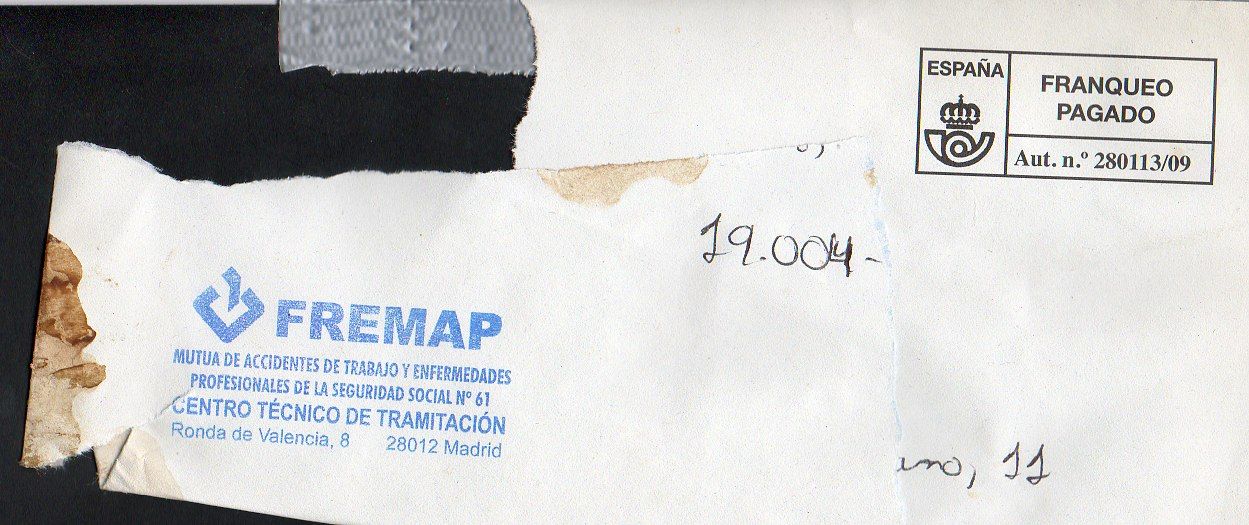 ESPAÑA
FRANQUEO
PAGADO
Aut. n.º 280113/09
19.004-
FREMAP
MUTUA DE ACCIDENTES DE TRABAJO Y ENFERMEDADES
PROFESIONALES DE LA SEGURIDAD SOCIAL Nº 61
CENTRO TÉCNICO DE TRAMITACIÓN
Ronda de Valencia, 8 28012 Madrid
, 11